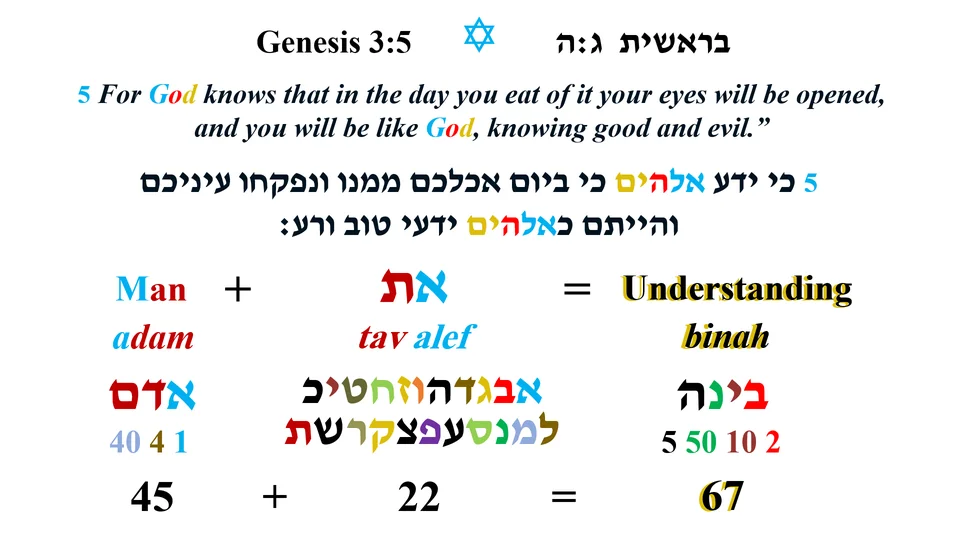 Genesis 3:5 ✡ בראשית ג:ה
5 For God knows that in the day you eat of it your eyes will be opened,
and you will be like God, knowing good and evil.”
5 כי ידע אלהים כי ביום אכלכם ממנו ונפקחו עיניכם
והייתם כאלהים ידעי טוב ורע:
Man + את = Understanding
adam tav alef binah
אדם אבגדהוזחטיכ בינה
למנסעפצקרשת
40 4 1 5 50 10 2
45 + 22 = 67